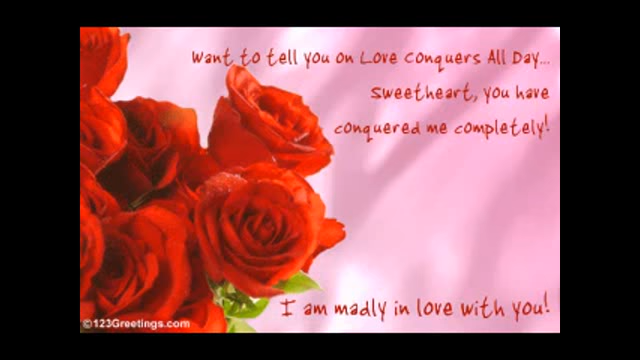 Want to tell you on Love Conquers All Day...
Sweetheart, you have
conquered me completely!
I am madly in love with you!
©123Greetings.com